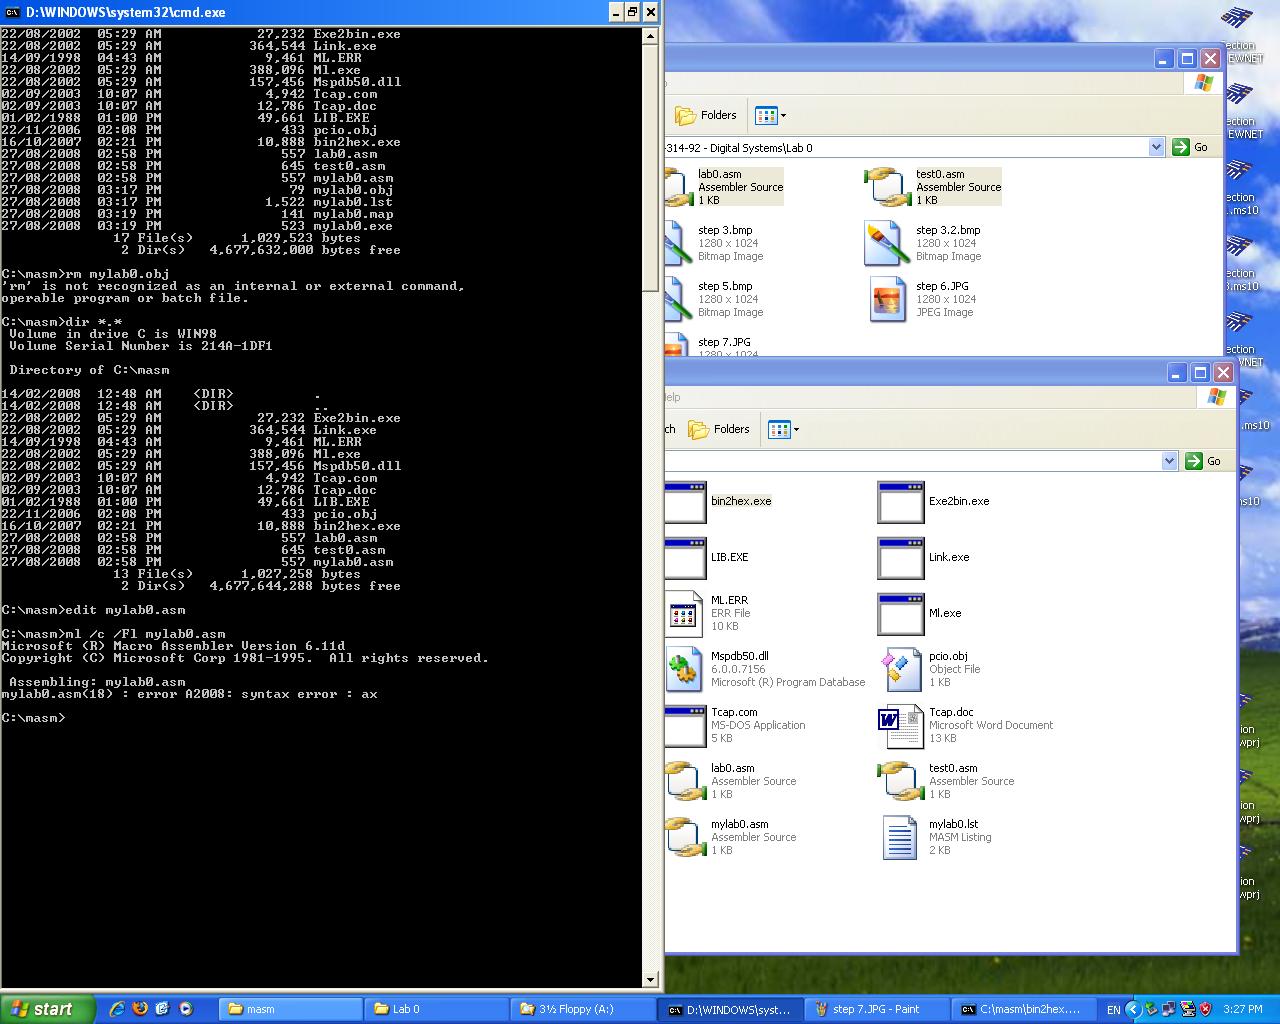 D:\WINDOWS\system32\cmd.exe
22/08/2002 05:29 AM 27,232 Exe2bin.exe
22/08/2002 05:29 AM 364,544 Link.exe
14/09/1998 04:43 AM 9,461 ML.ERR
22/08/2002 05:29 AM 388,096 Ml.exe
22/08/2002 05:29 AM 157,456 Mspdb50.dll
02/09/2003 10:07 AM 4,942 Tcap.com
02/09/2003 10:07 AM 12,786 Tcap.doc
01/02/1988 01:00 PM 49,661 LIB.EXE
22/11/2006 02:08 PM 433 pcio.obj
16/10/2007 02:21 PM 10,888 bin2hex.exe
27/08/2008 02:58 PM 557 lab0.asm
27/08/2008 02:58 PM 645 test0.asm
27/08/2008 02:58 PM 557 mylab0.asm
27/08/2008 03:17 PM 79 mylab0.obj
27/08/2008 03:17 PM 1,522 mylab0.lst
27/08/2008 03:19 PM 141 mylab0.map
27/08/2008 03:19 PM 523 mylab0.exe
17 File(s) 1,029,523 bytes
2 Dir(s) 4,677,632,000 bytes free
C:\masm>rm mylab0.obj
'rm' is not recognized as an internal or external command,
operable program or batch file.
C:\masm>dir *.*
Volume in drive C is WIN98
Volume Serial Number is 214A-1DF1
Directory of C:\masm
14/02/2008 12:48 AM <DIR> .
14/02/2008 12:48 AM <DIR> ..
22/08/2002 05:29 AM 27,232 Exe2bin.exe
22/08/2002 05:29 AM 364,544 Link.exe
14/09/1998 04:43 AM 9,461 ML.ERR
22/08/2002 05:29 AM 388,096 Ml.exe
22/08/2002 05:29 AM 157,456 Mspdb50.dll
02/09/2003 10:07 AM 4,942 Tcap.com
02/09/2003 10:07 AM 12,786 Tcap.doc
01/02/1988 01:00 PM 49,661 LIB.EXE
22/11/2006 02:08 PM 433 pcio.obj
16/10/2007 02:21 PM 10,888 bin2hex.exe
27/08/2008 02:58 PM 557 lab0.asm
27/08/2008 02:58 PM 645 test0.asm
27/08/2008 02:58 PM 557 mylab0.asm
13 File(s) 1,027,258 bytes
2 Dir(s) 4,677,644,288 bytes free
C:\masm>edit mylab0.asm
C:\masm>ml /c /Fl mylab0.asm
Microsoft (R) Macro Assembler Version 6.11d
Copyright (C) Microsoft Corp 1981-1995. All rights reserved.
Assembling: mylab0.asm
mylab0.asm(18) : error A2008: syntax error : ax
C:\masm>
Folders
-314-92 - Digital Systems\Lab 0
Go
lab0.asm
Assembler Source
1 KB
test0.asm
Assembler Source
1 KB
step 3.bmp
1280 x 1024
Bitmap Image
step 3.2.bmp
1280 x 1024
Bitmap Image
step 5.bmp
1280 x 1024
Bitmap Image
step 6.JPG
1280 x 1024
JPEG Image
step 7.JPG
1280 x 1024
elp
ch
Folders
Go
bin2hex.exe
Exe2bin.exe
LIB.EXE
Link.exe
ML.ERR
ERR File
10 KB
Ml.exe
Mspdb50.dll
6.0.0.7156
Microsoft (R) Program Database
pcio.obj
Object File
1 KB
Tcap.com
MS-DOS Application
5 KB
Tcap.doc
Microsoft Word Document
13 KB
lab0.asm
Assembler Source
1 KB
test0.asm
Assembler Source
1 KB
mylab0.asm
Assembler Source
1 KB
mylab0.lst
MASM Listing
2 KB
ection
EWNET
ection
EWNET
ection
.ms10
ection
.ms10
.ms10
ms10
ion
wprj
ion
wprj
ion
wprj
start
masm
Lab 0
3½ Floppy (A:)
D:\WINDOWS\syst...
step 7.JPG - Paint
C:\masm\bin2hex....
EN
3:27 PM